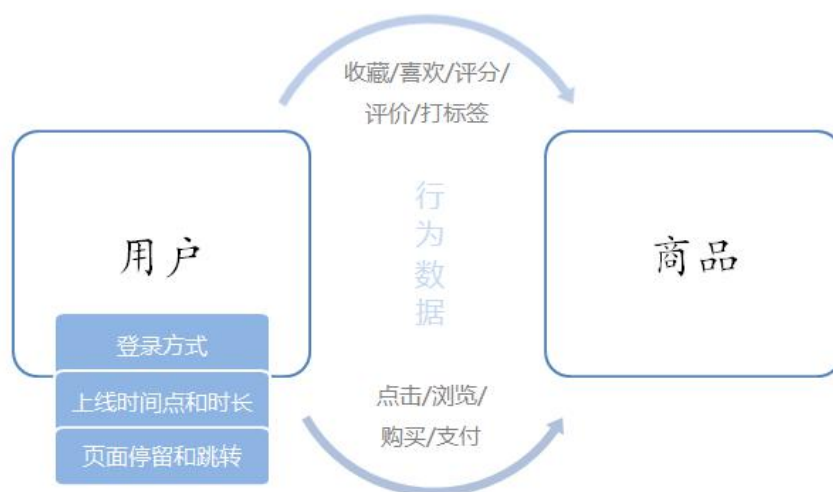 收藏/喜欢/评分/
评价/打标签
用户
行为数据
商品
登录方式
上线时间点和时长
页面停留和跳转
点击/浏览/
购买/支付